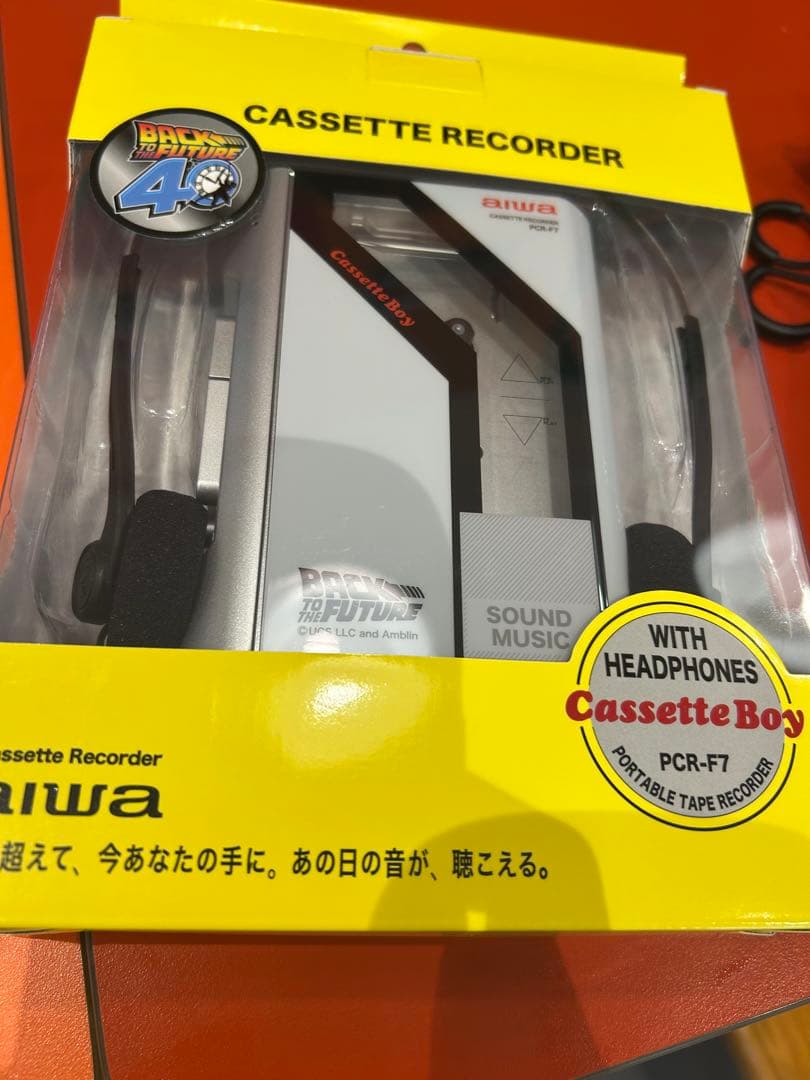 CASSETTE RECORDER
BACK
TO THE FUTURE
40
aiwa
CASSETTE RECORDER
PCR-F7
CassetteBoy
BACK
TO THE FUTURE
©UCS LLC and Amblin
SOUND
MUSIC
WITH
HEADPHONES
CassetteBoy
PCR-F7
PORTABLE TAPE RECORDER
assette Recorder
aiwa
超えて、今あなたの手に。あの日の音が、聴こえる。